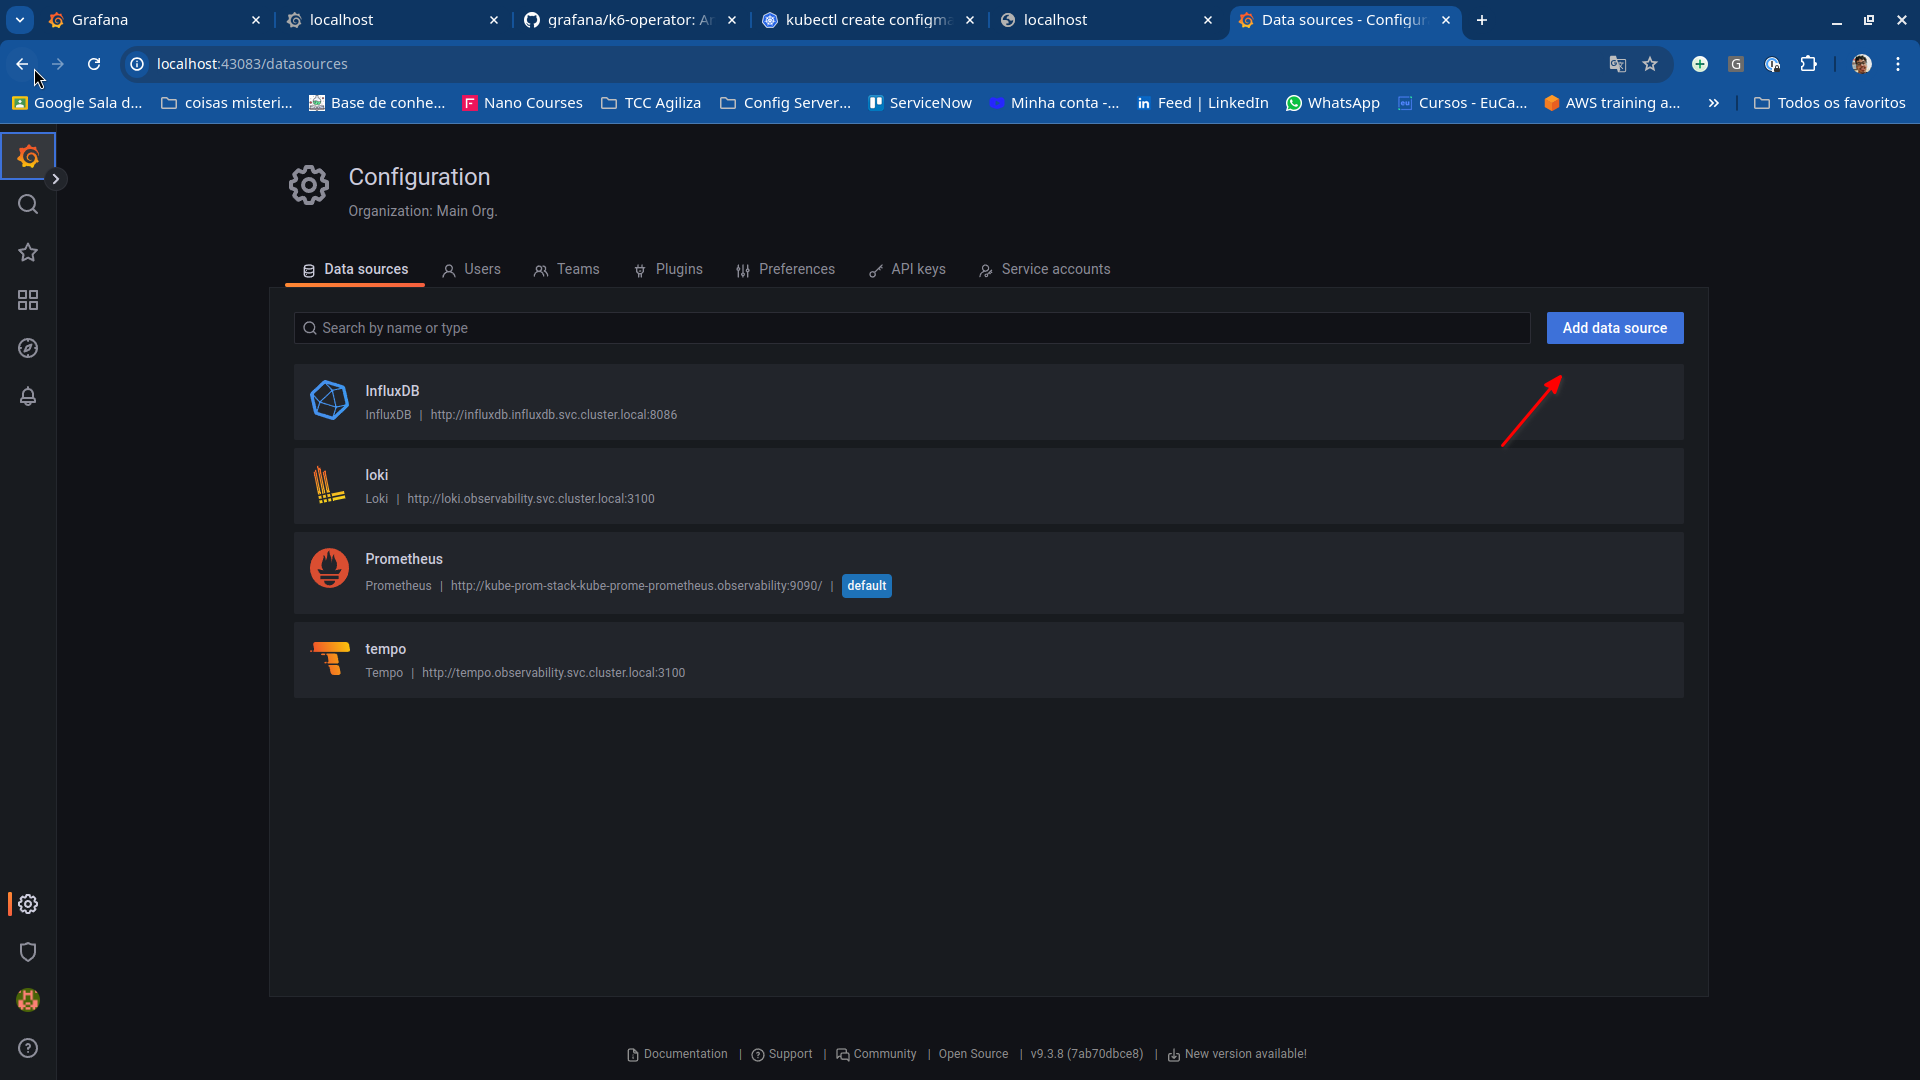 Grafana
localhost
grafana/k6-operator: An
kubectl create configma
localhost
Data sources - Configur
localhost:43083/datasources
Google Sala d...
coisas misteri...
Base de conhe...
Nano Courses
TCC Agiliza
Config Server...
ServiceNow
Minha conta -...
Feed | LinkedIn
WhatsApp
Cursos - EuCa...
AWS training a...
Todos os favoritos
Configuration
Organization: Main Org.
Data sources
Users
Teams
Plugins
Preferences
API keys
Service accounts
Search by name or type
Add data source
InfluxDB
InfluxDB | http://influxdb.influxdb.svc.cluster.local:8086
loki
Loki | http://loki.observability.svc.cluster.local:3100
Prometheus
Prometheus | http://kube-prom-stack-kube-prome-prometheus.observability:9090/ | default
tempo
Tempo | http://tempo.observability.svc.cluster.local:3100
Documentation | Support | Community | Open Source | v9.3.8 (7ab70dbce8) | New version available!